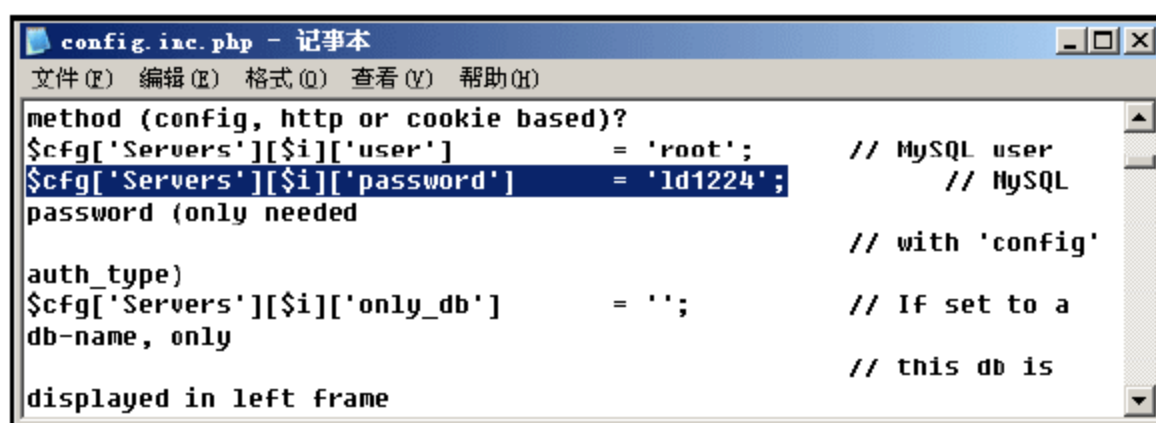 config.inc.php - 记事本
文件(F) 编辑(E) 格式(O) 查看(V) 帮助(H)
method (config, http or cookie based)?
$cfg['Servers'][$i]['user'] = 'root'; // MySQL user
$cfg['Servers'][$i]['password'] = 'ld1224'; // MySQL
password (only needed
// with 'config'
auth_type)
$cfg['Servers'][$i]['only_db'] = ''; // If set to a
db-name, only
// this db is
displayed in left frame